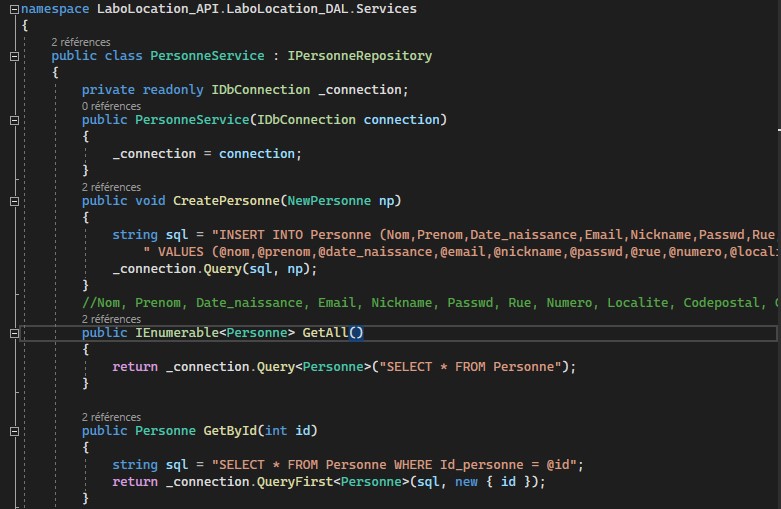 namespace LaboLocation_API.LaboLocation_DAL.Services
{
2 références
public class PersonneService : IPersonneRepository
{
private readonly IDbConnection _connection;
0 références
public PersonneService(IDbConnection connection)
{
_connection = connection;
}
2 références
public void CreatePersonne(NewPersonne np)
{
string sql = "INSERT INTO Personne (Nom,Prenom,Date_naissance,Email,Nickname,Passwd,Rue
" VALUES (@nom,@prenom,@date_naissance,@email,@nickname,@passwd,@rue,@numero,@locali
_connection.Query(sql, np);
}
//Nom, Prenom, Date_naissance, Email, Nickname, Passwd, Rue, Numero, Localite, Codepostal,
2 références
public IEnumerable<Personne> GetAll()
{
return _connection.Query<Personne>("SELECT * FROM Personne");
}
2 références
public Personne GetById(int id)
{
string sql = "SELECT * FROM Personne WHERE Id_personne = @id";
return _connection.QueryFirst<Personne>(sql, new { id });
}